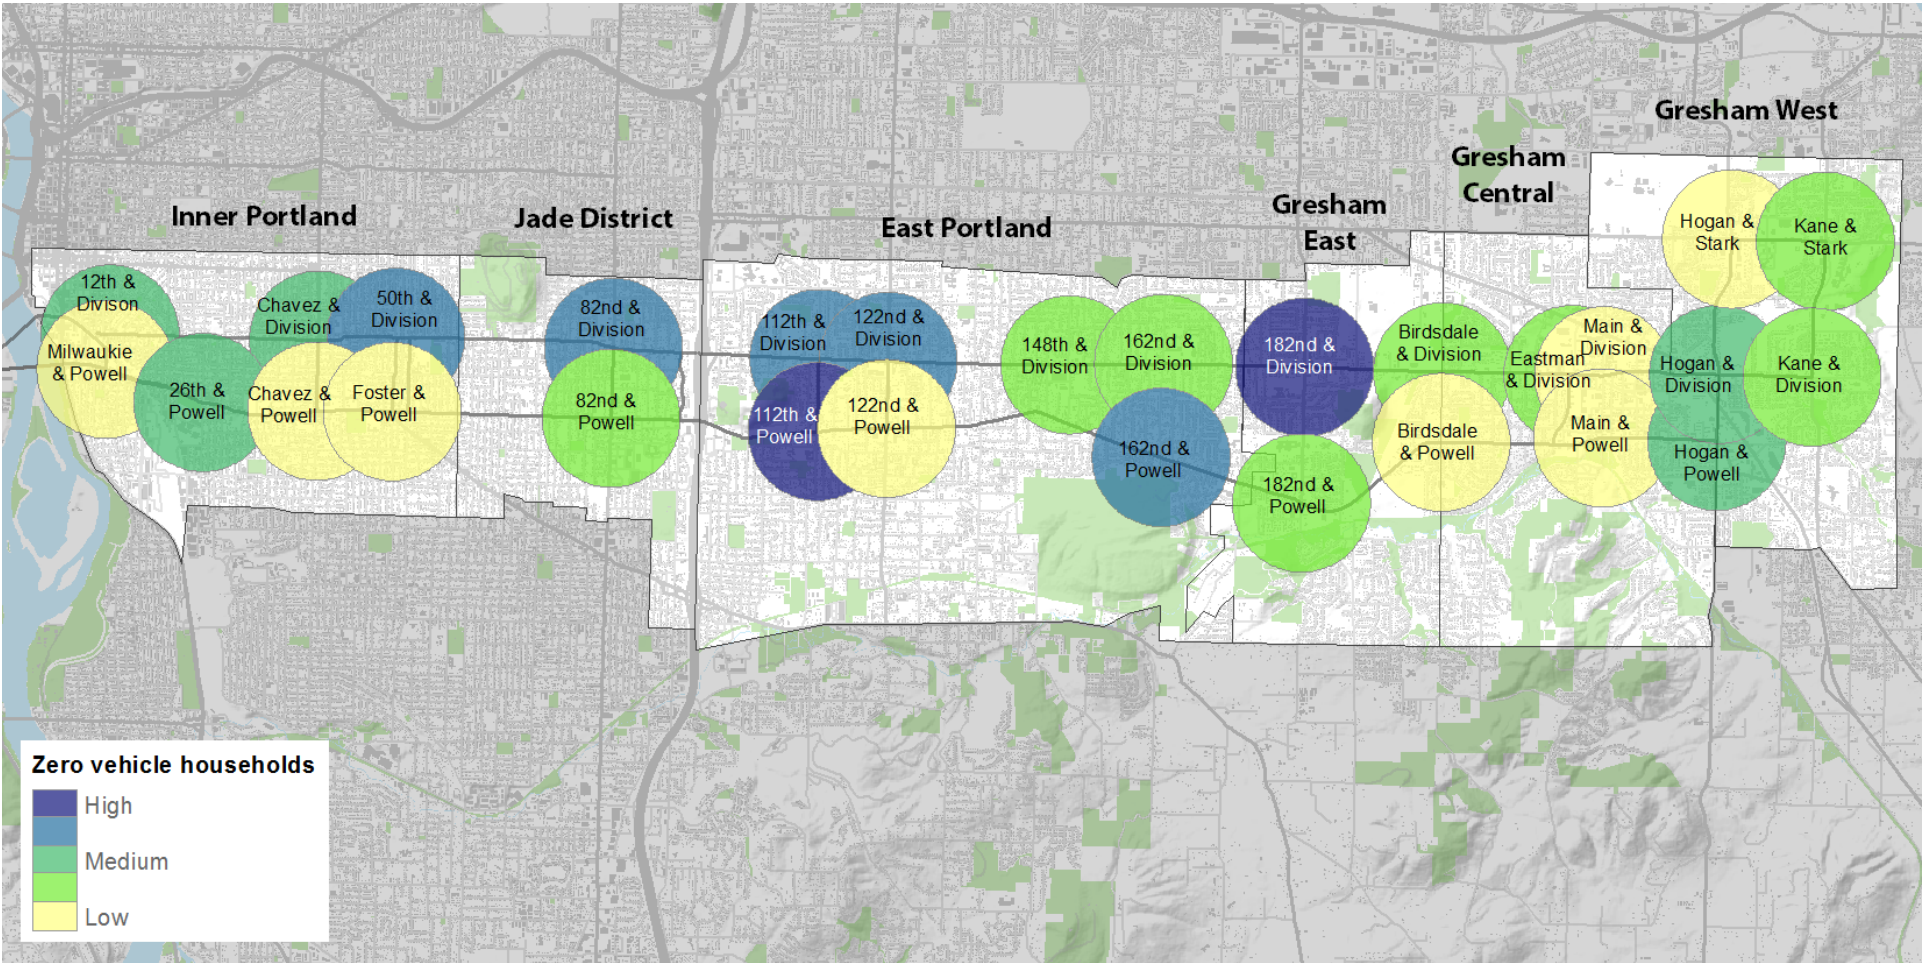 Gresham West
Gresham
Central
Gresham
East
Inner Portland
Jade District
East Portland
Hogan &
Stark
Kane &
Stark
12th &
Divison
Chavez &
Division
50th &
Division
82nd &
Division
112th &
Division
122nd &
Division
148th &
Division
162nd &
Division
182nd &
Division
Birdsdale
& Division
Eastman
& Division
Main &
Division
Hogan &
Division
Kane &
Division
Milwaukie
& Powell
26th &
Powell
Chavez &
Powell
Foster &
Powell
82nd &
Powell
112th &
Powell
122nd &
Powell
162nd &
Powell
182nd &
Powell
Birdsdale
& Powell
Main &
Powell
Hogan &
Powell
Zero vehicle households
High
Medium
Low